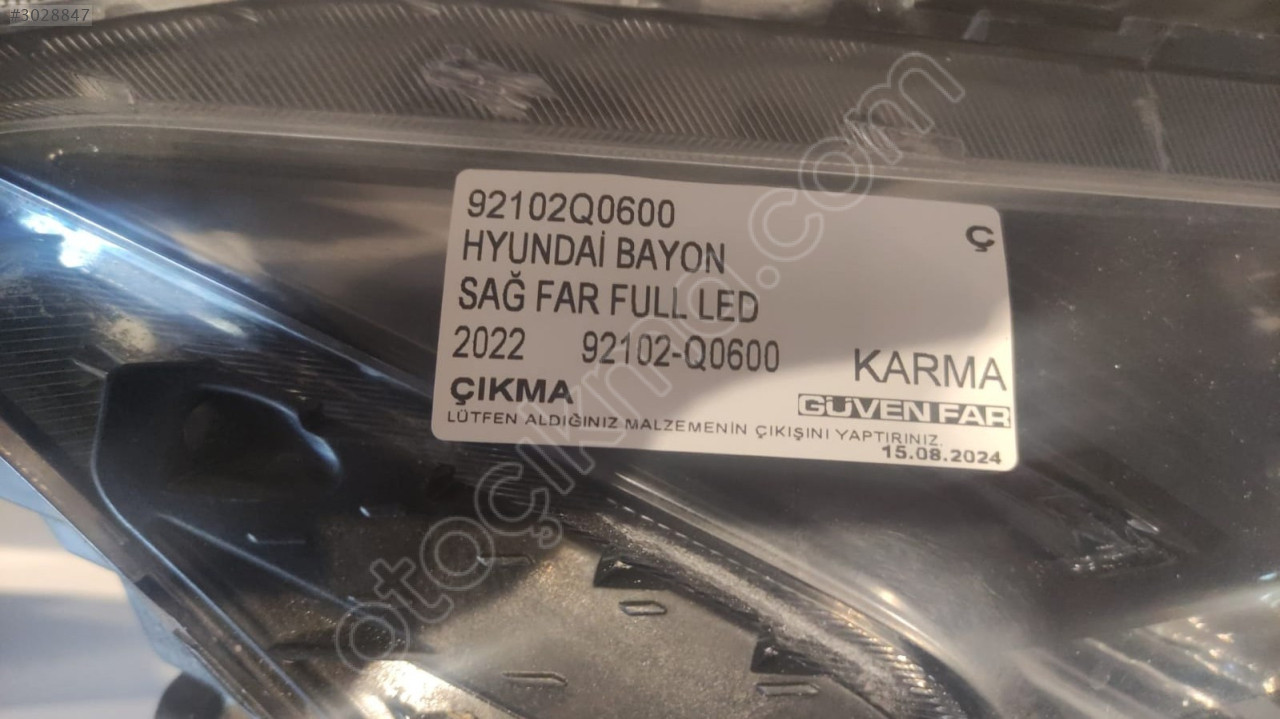 #3028847
92102Q0600
Ç
HYUNDAİ BAYON
SAĞ FAR FULL LED
2022 92102-Q0600
KARMA
ÇIKMA
GÜVEN FAR
LÜTFEN ALDIĞINIZ MALZEMENİN ÇIKIŞINI YAPTIRINIZ.
15.08.2024
otoçıkma.com